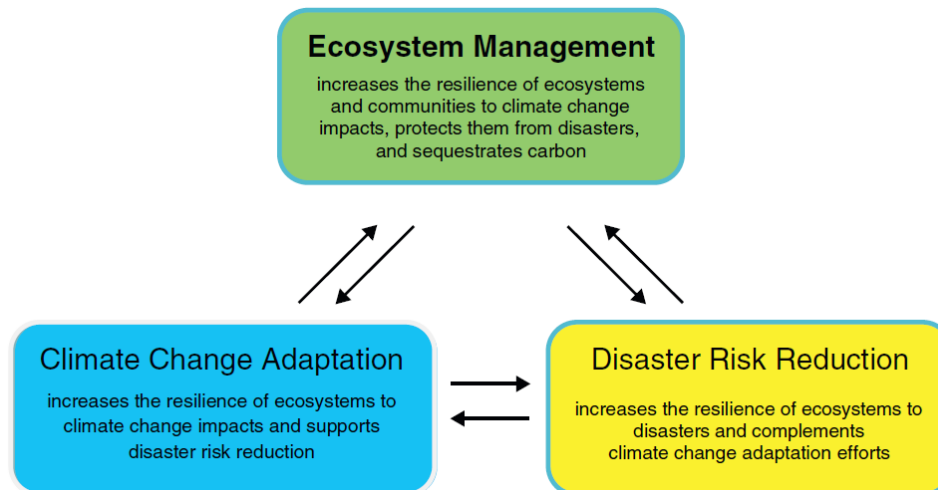 Ecosystem Management
increases the resilience of ecosystems
and communities to climate change
impacts, protects them from disasters,
and sequestrates carbon
Climate Change Adaptation
increases the resilience of ecosystems to
climate change impacts and supports
disaster risk reduction
Disaster Risk Reduction
increases the resilience of ecosystems to
disasters and complements
climate change adaptation efforts